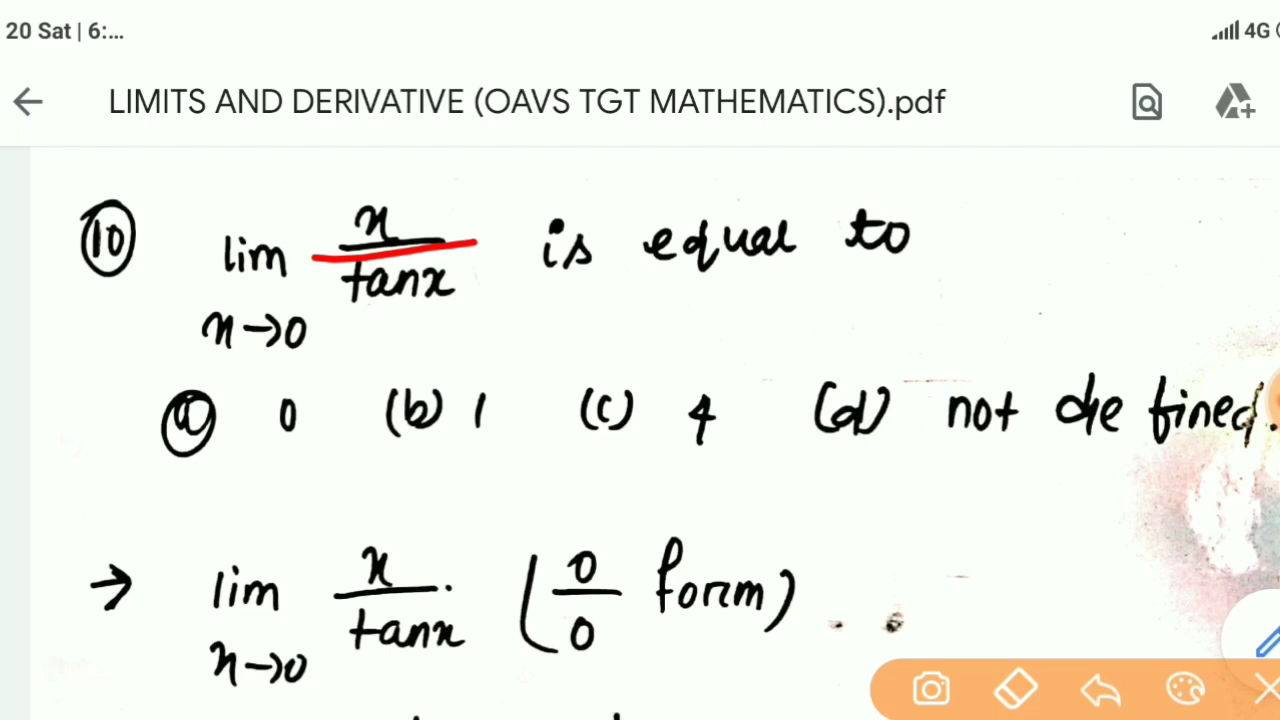 20 Sat | 6:...
4G
LIMITS AND DERIVATIVE (OAVS TGT MATHEMATICS).pdf
10 lim x→0 x/tanx is equal to
(a) 0 (b) 1 (c) 4 (d) not defined.
→ lim x→0 x/tanx (0/0 form)